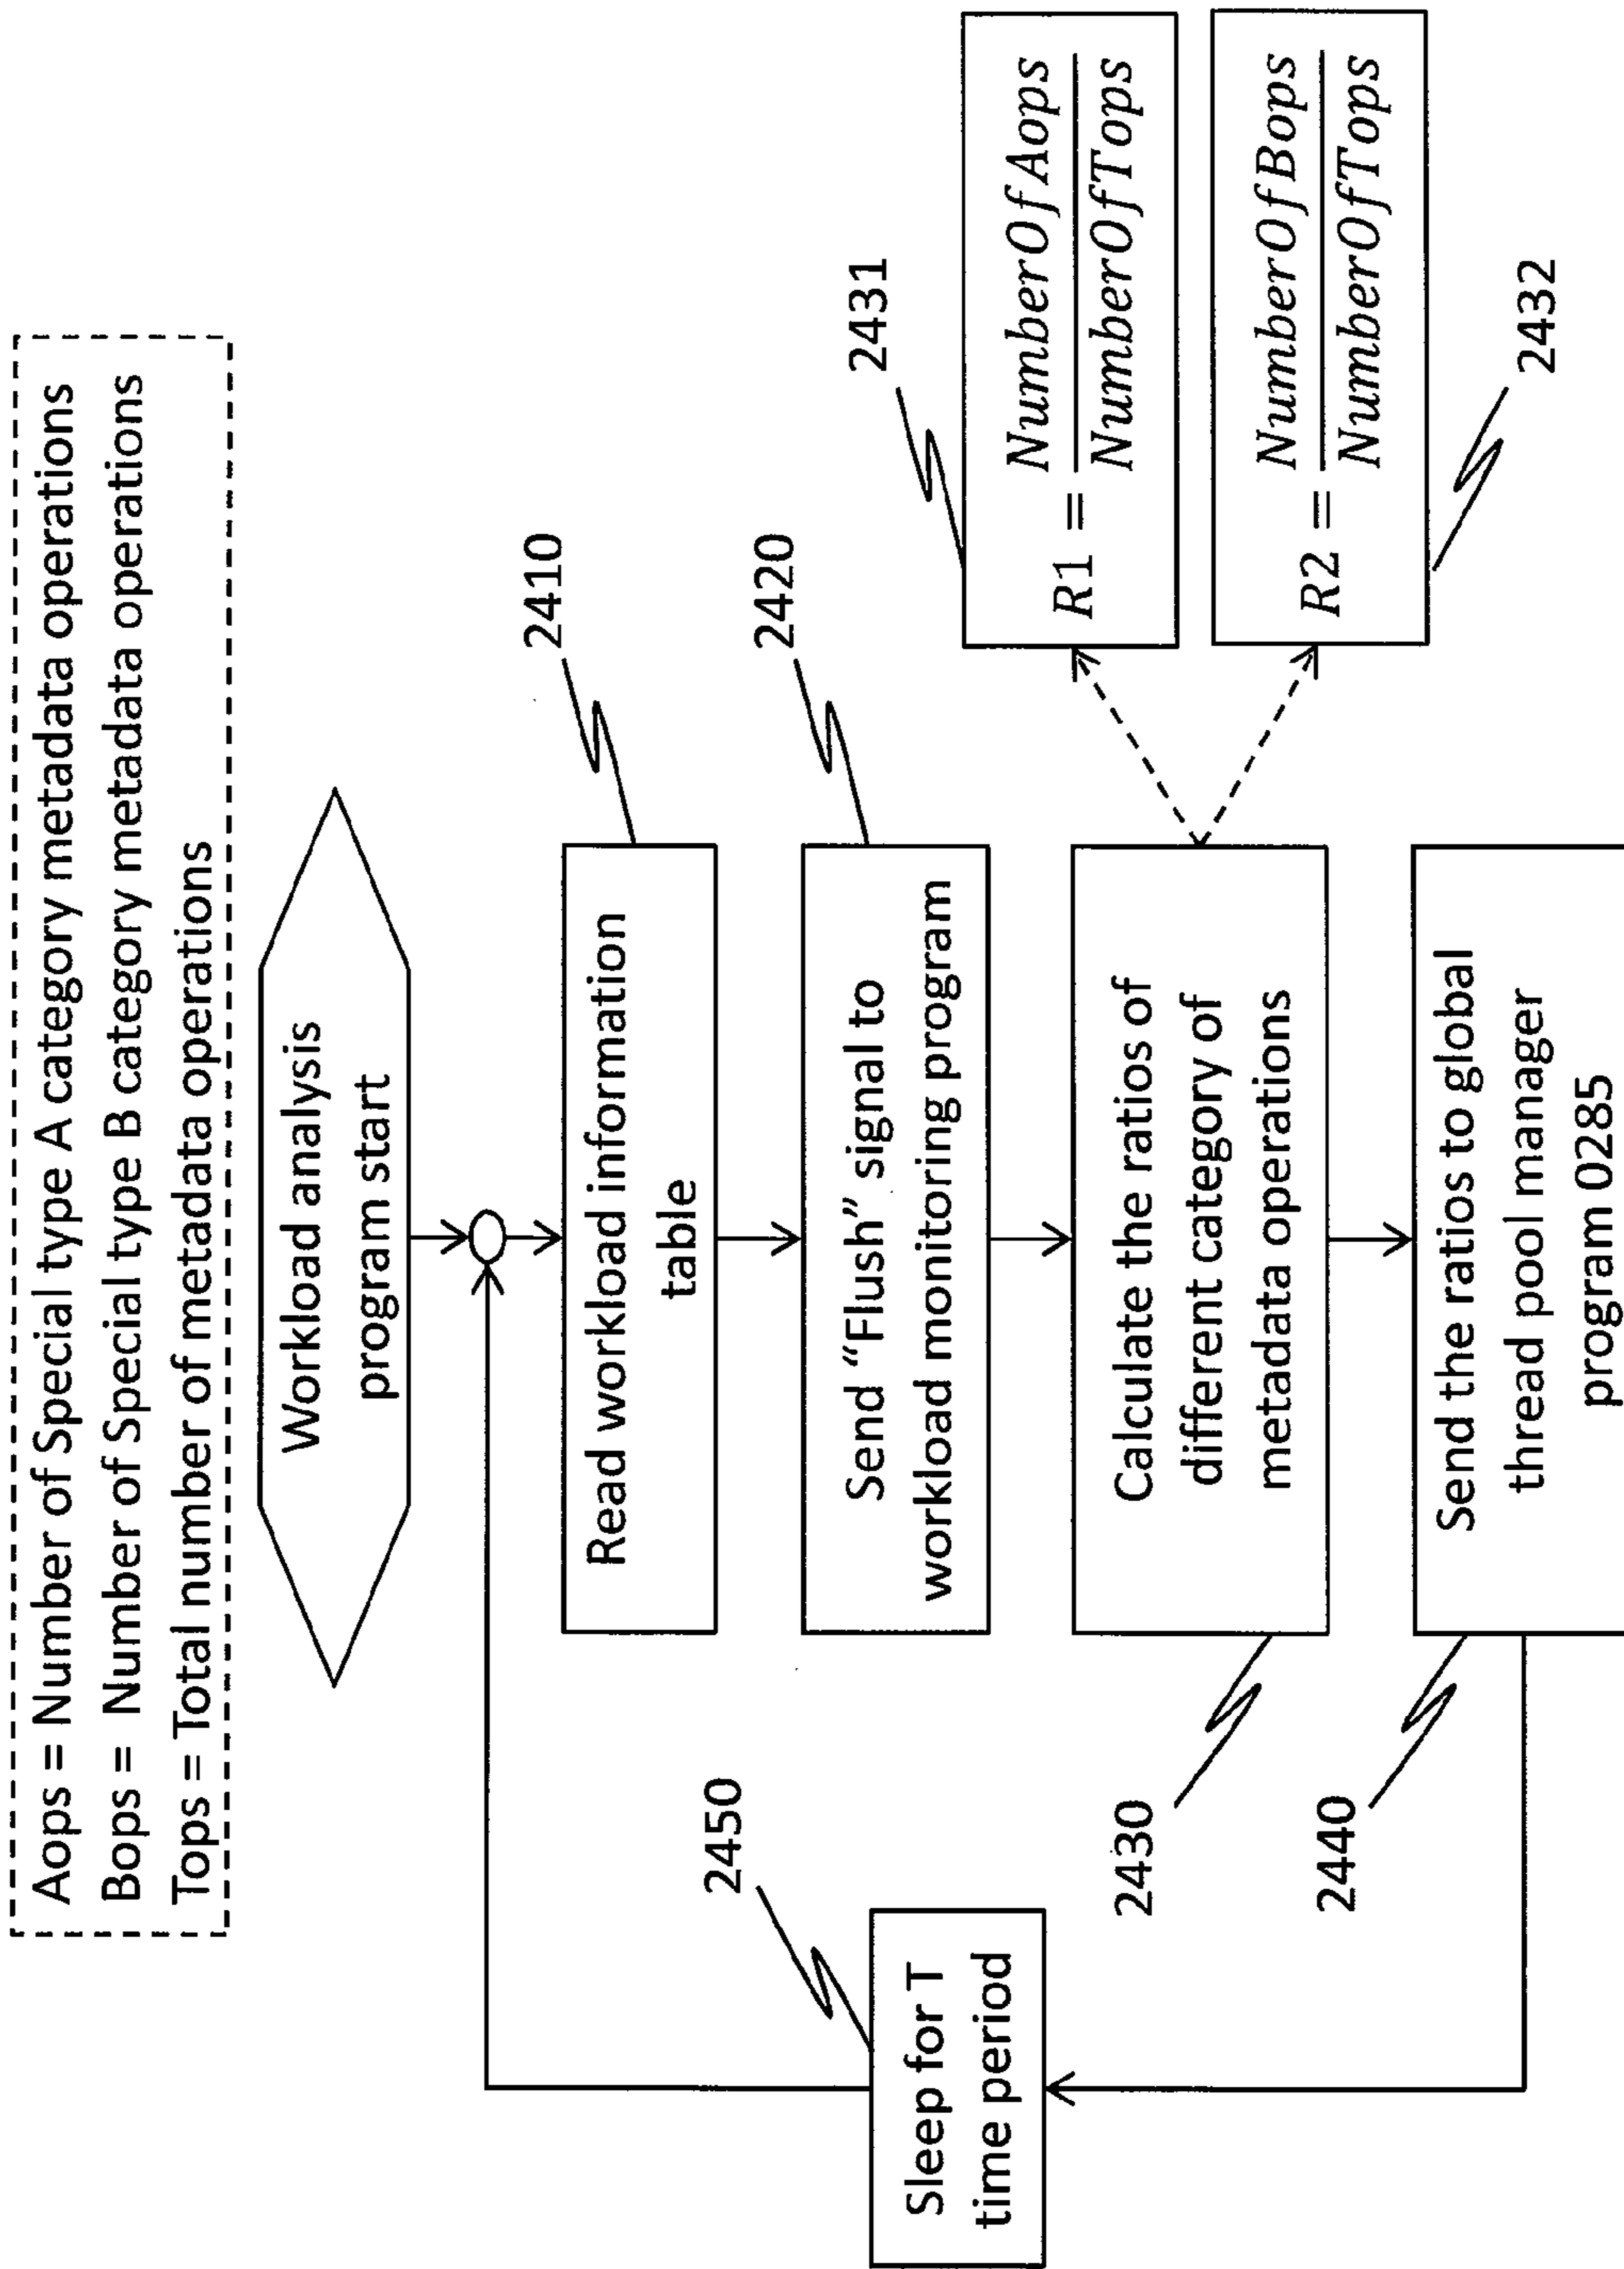 Aops = Number of Special type A category metadata operations
Bops = Number of Special type B category metadata operations
Tops = Total number of metadata operations
Workload analysis
program start
2410
Read workload information
table
2420
Send “Flush” signal to
workload monitoring program
2430
Calculate the ratios of
different category of
metadata operations
2431
R1 = NumberOfAops / NumberOfTops
R2 = NumberOfBops / NumberOfTops
2432
2440
Send the ratios to global
thread pool manager
program 0285
2450
Sleep for T
time period